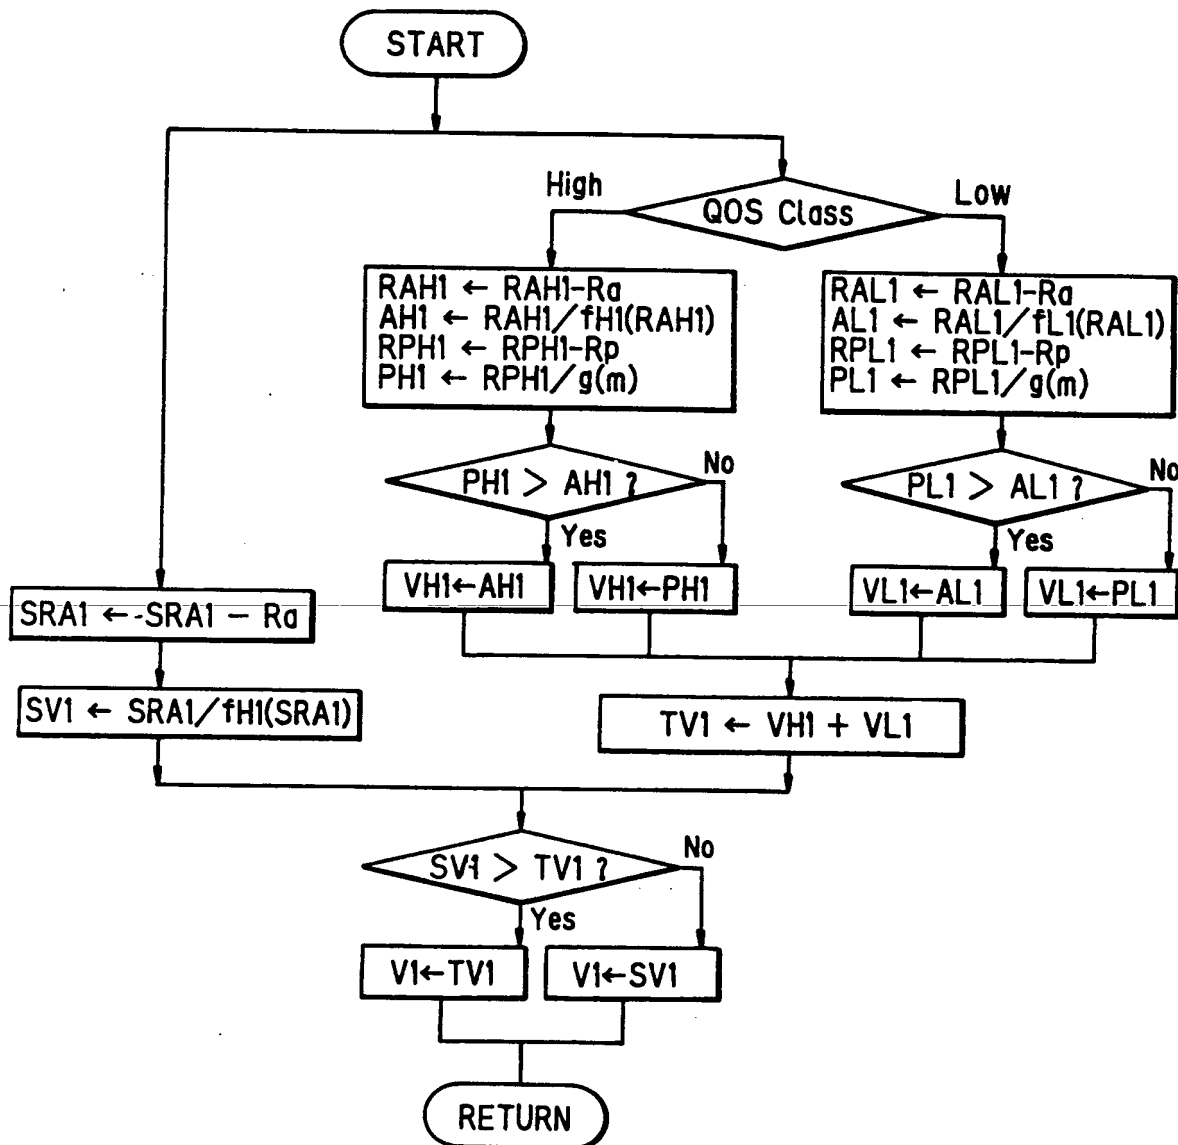 START
High
QOS Class
Low
RAH1 ← RAH1-Ra
AH1 ← RAH1/fH1(RAH1)
RPH1 ← RPH1-Rp
PH1 ← RPH1/g(m)
RAL1 ← RAL1-Ra
AL1 ← RAL1/fL1(RAL1)
RPL1 ← RPL1-Rp
PL1 ← RPL1/g(m)
PH1 > AH1 ?
No
Yes
PL1 > AL1 ?
No
Yes
VH1←AH1
VH1←PH1
VL1←AL1
VL1←PL1
SRA1 ← SRA1 – Ra
SV1 ← SRA1/fH1(SRA1)
TV1 ← VH1 + VL1
SV1 > TV1 ?
No
Yes
V1←TV1
V1←SV1
RETURN